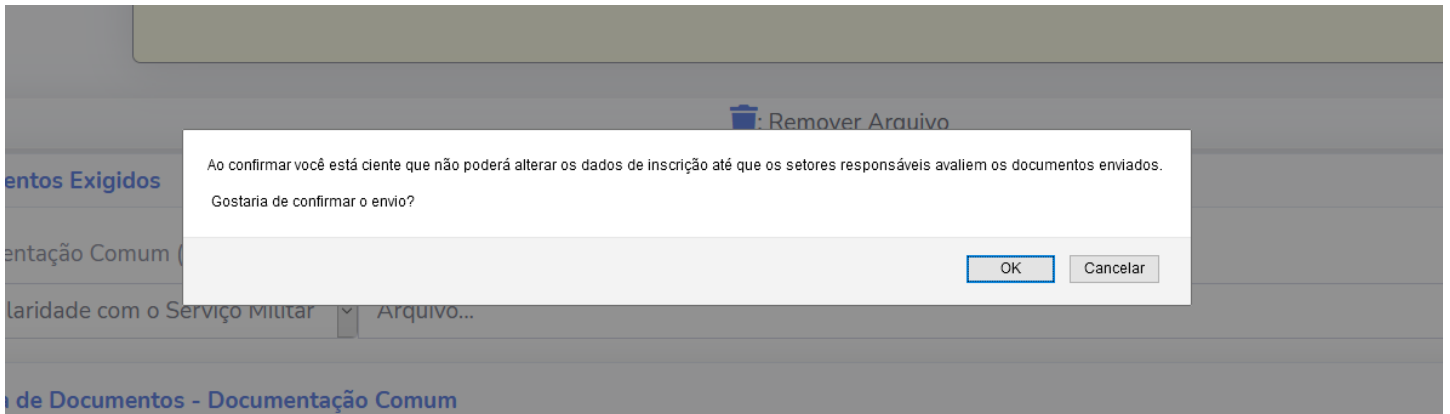 : Remover Arquivo
Ao confirmar você está ciente que não poderá alterar os dados de inscrição até que os setores responsáveis avaliem os documentos enviados.
entos Exigidos
Gostaria de confirmar o envio?
entação Comum (
OK Cancelar
laridade com o Serviço Militar Arquivo...
de Documentos - Documentação Comum